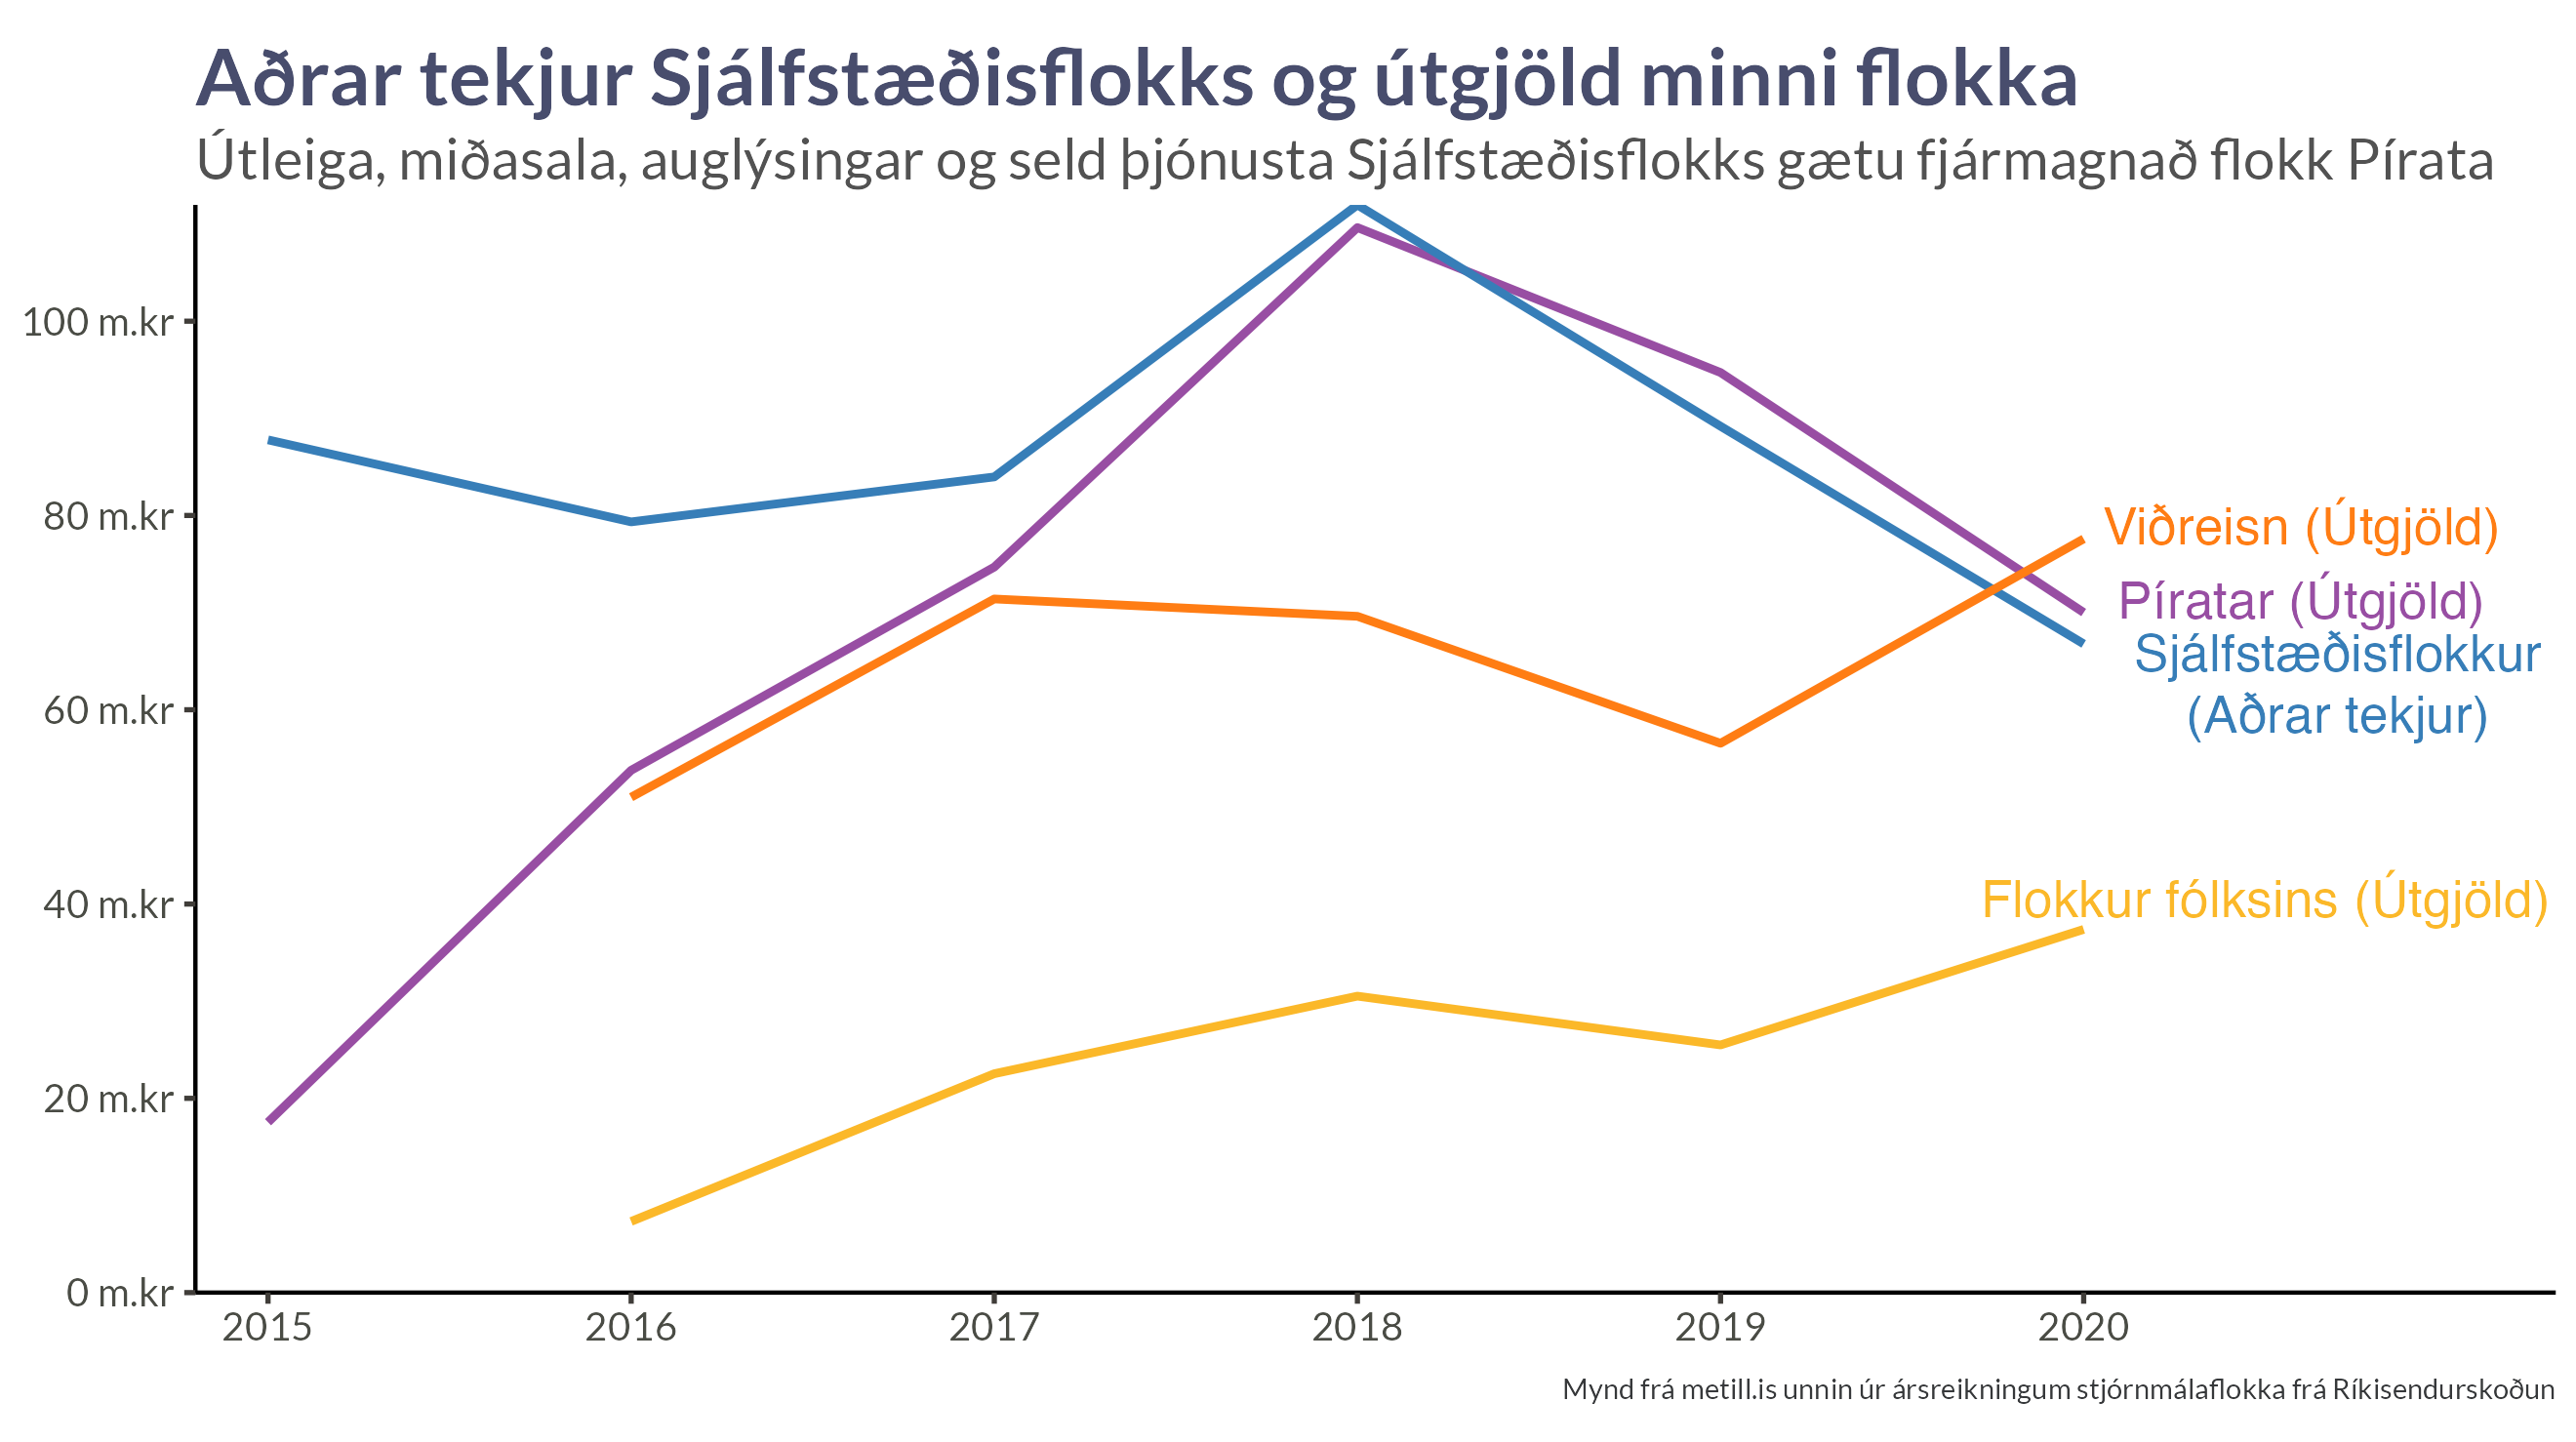 Aðrar tekjur Sjálfstæðisflokks og útgjöld minni flokka
Útleiga, miðasala, auglýsingar og seld þjónusta Sjálfstæðisflokks gætu fjármagnað flokk Pírata
100 m.kr
80 m.kr
60 m.kr
40 m.kr
20 m.kr
0 m.kr
Viðreisn (Útgjöld)
Píratar (Útgjöld)
Sjálfstæðisflokkur
(Aðrar tekjur)
Flokkur fólksins (Útgjöld)
2015
2016
2017
2018
2019
2020
Mynd frá metill.is unnin úr ársreikningum stjórnmálaflokka frá Ríkisendurskoðun